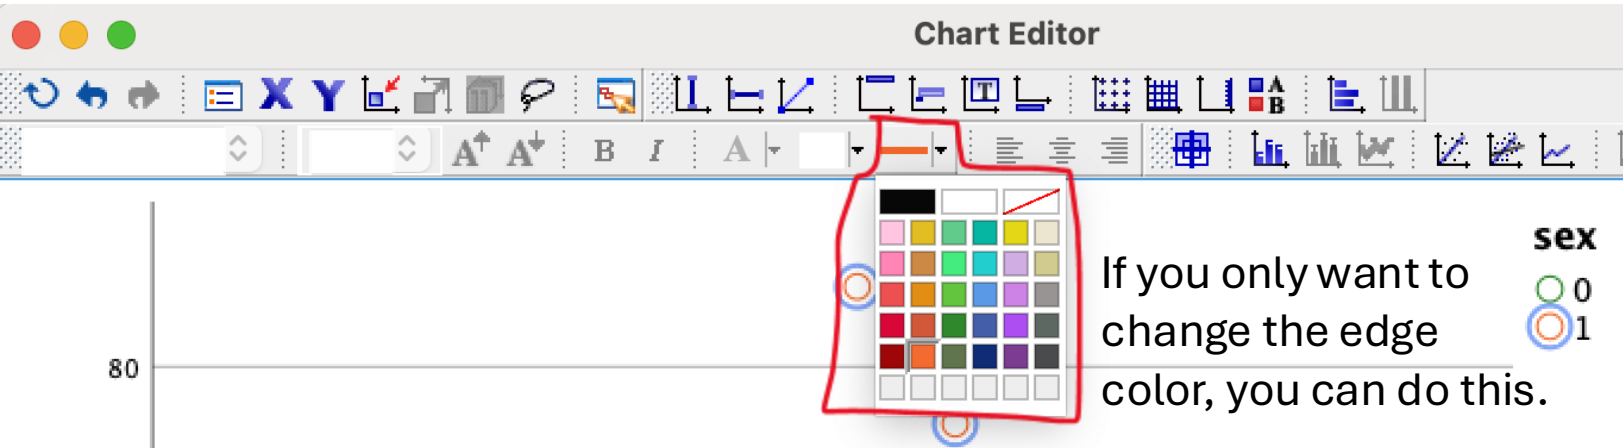 Chart Editor
X Y T A B
A A B I A
sex
0
1
80
If you only want to
change the edge
color, you can do this.